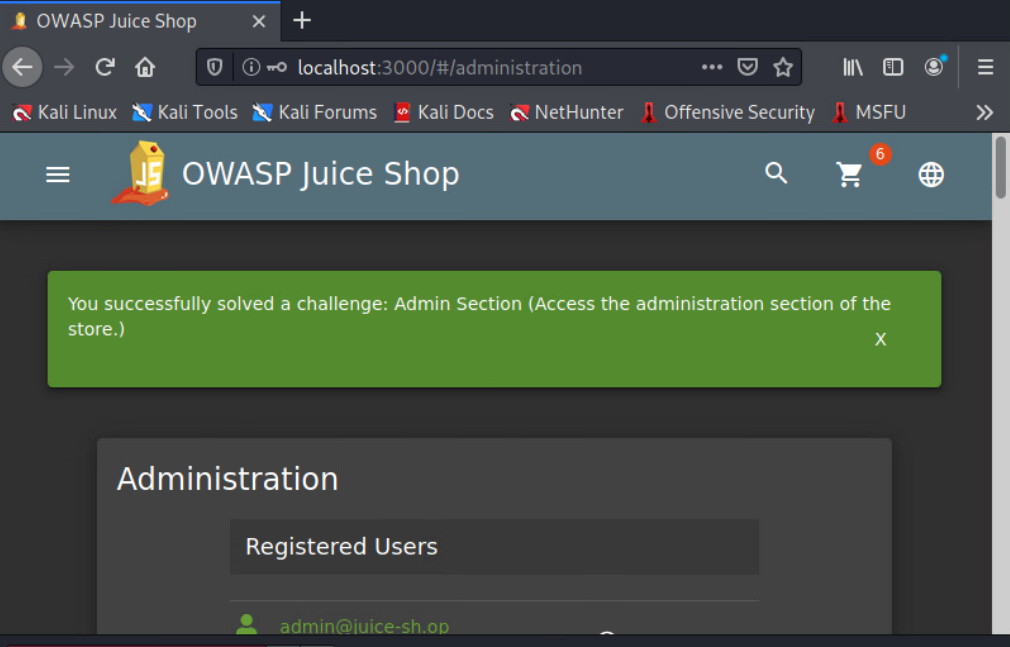 OWASP Juice Shop
localhost:3000/#/administration
Kali Linux Kali Tools Kali Forums Kali Docs NetHunter Offensive Security MSFU
JS OWASP Juice Shop 6
You successfully solved a challenge: Admin Section (Access the administration section of the
store.)
X
Administration
Registered Users
admin@juice-sh.op